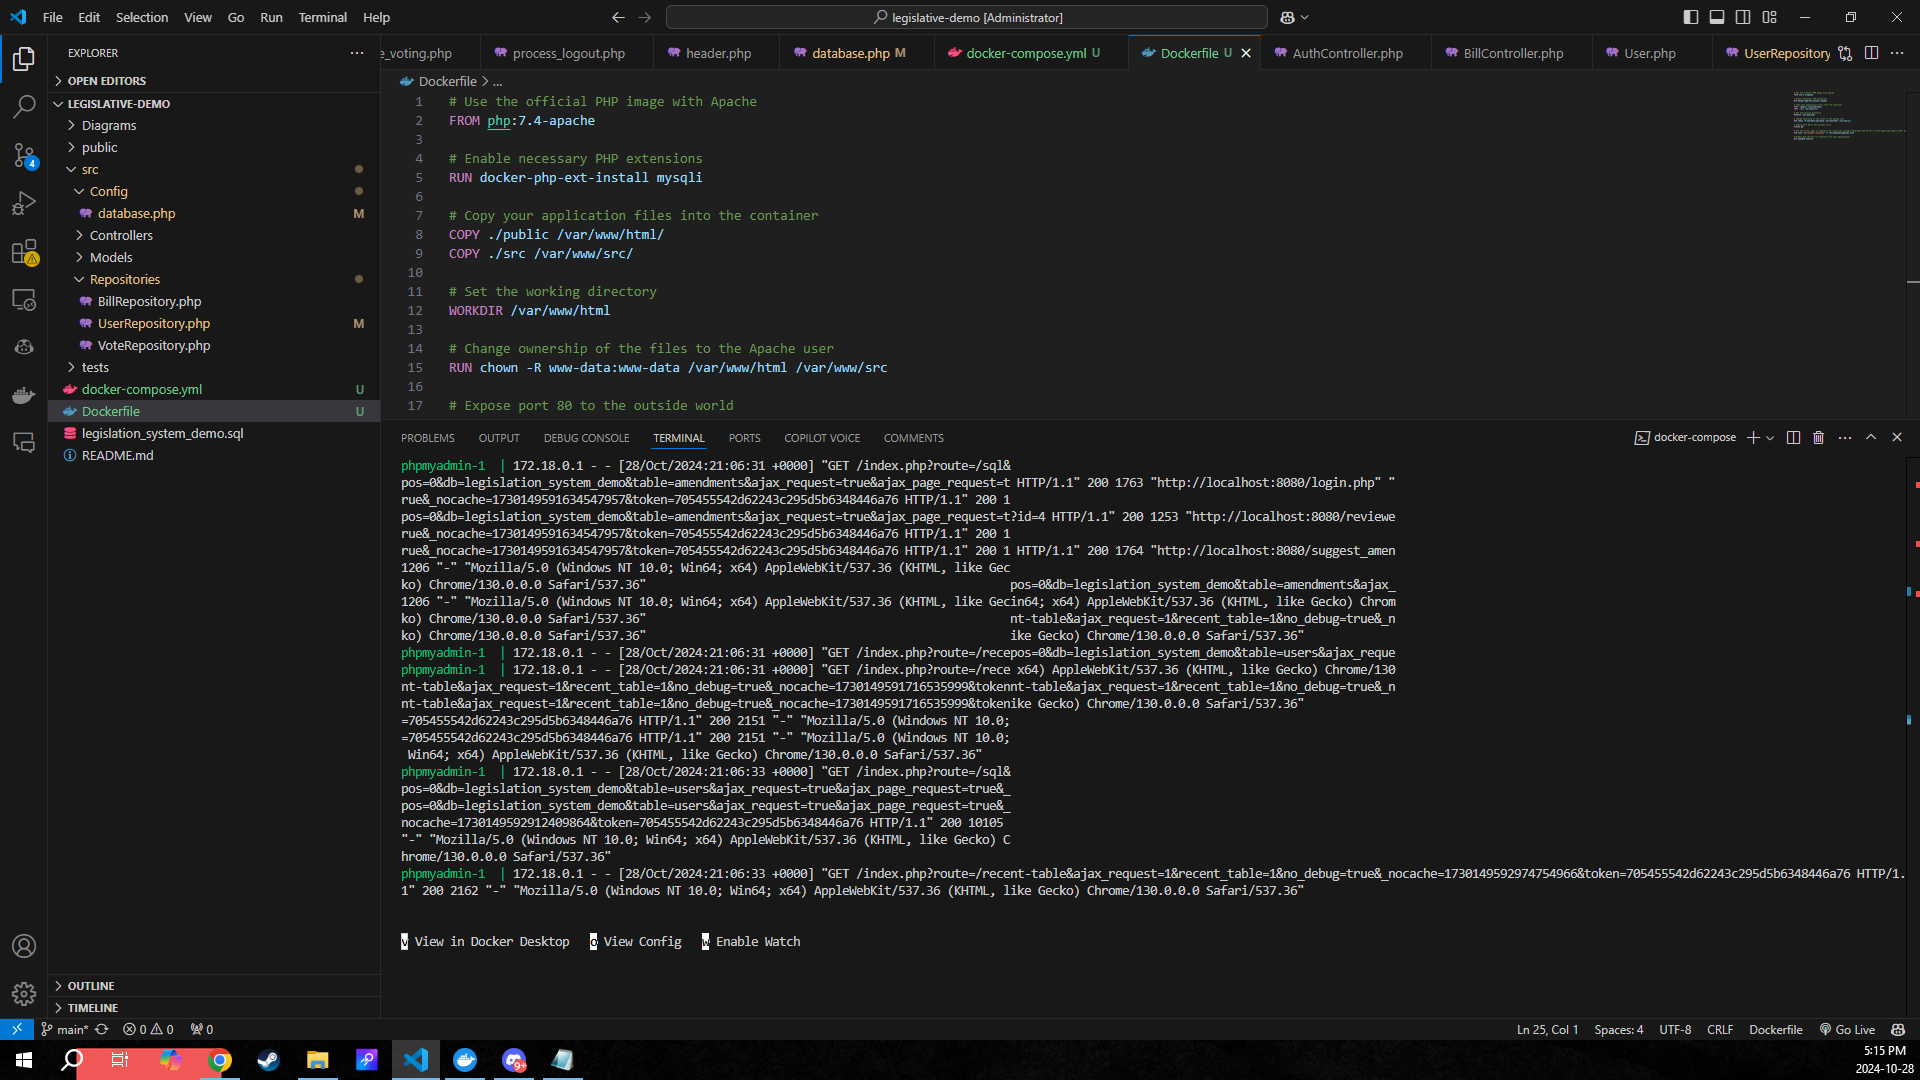 File Edit Selection View Go Run Terminal Help
legislative-demo [Administrator]
EXPLORER
e_voting.php process_logout.php header.php database.php M docker-compose.yml U Dockerfile U AuthController.php BillController.php User.php UserRepository
OPEN EDITORS
LEGISLATIVE-DEMO
Diagrams
public
src
Config
database.php M
Controllers
Models
Repositories
BillRepository.php
UserRepository.php M
VoteRepository.php
tests
docker-compose.yml U
Dockerfile U
legislation_system_demo.sql
README.md
OUTLINE
TIMELINE
4
Dockerfile > ...
1 # Use the official PHP image with Apache
2 FROM php:7.4-apache
3
4 # Enable necessary PHP extensions
5 RUN docker-php-ext-install mysqli
6
7 # Copy your application files into the container
8 COPY ./public /var/www/html/
9 COPY ./src /var/www/src/
10
11 # Set the working directory
12 WORKDIR /var/www/html
13
14 # Change ownership of the files to the Apache user
15 RUN chown -R www-data:www-data /var/www/html /var/www/src
16
17 # Expose port 80 to the outside world
PROBLEMS OUTPUT DEBUG CONSOLE TERMINAL PORTS COPILOT VOICE COMMENTS
docker-compose
phpmyadmin-1 | 172.18.0.1 - - [28/Oct/2024:21:06:31 +0000] "GET /index.php?route=/sql&
pos=0&db=legislation_system_demo&table=amendments&ajax_request=true&ajax_page_request=t HTTP/1.1" 200 1763 "http://localhost:8080/login.php" "
rue&_nocache=1730149591634547957&token=705455542d62243c295d5b6348446a76 HTTP/1.1" 200 1
pos=0&db=legislation_system_demo&table=amendments&ajax_request=true&ajax_page_request=t?id=4 HTTP/1.1" 200 1253 "http://localhost:8080/reviewe
rue&_nocache=1730149591634547957&token=705455542d62243c295d5b6348446a76 HTTP/1.1" 200 1
rue&_nocache=1730149591634547957&token=705455542d62243c295d5b6348446a76 HTTP/1.1" 200 1 HTTP/1.1" 200 1764 "http://localhost:8080/suggest_amen
1206 "-" "Mozilla/5.0 (Windows NT 10.0; Win64; x64) AppleWebKit/537.36 (KHTML, like Gec
ko) Chrome/130.0.0.0 Safari/537.36" pos=0&db=legislation_system_demo&table=amendments&ajax_
1206 "-" "Mozilla/5.0 (Windows NT 10.0; Win64; x64) AppleWebKit/537.36 (KHTML, like Gecin64; x64) AppleWebKit/537.36 (KHTML, like Gecko) Chrom
ko) Chrome/130.0.0.0 Safari/537.36" nt-table&ajax_request=1&recent_table=1&no_debug=true&_n
ko) Chrome/130.0.0.0 Safari/537.36" ike Gecko) Chrome/130.0.0.0 Safari/537.36"
phpmyadmin-1 | 172.18.0.1 - - [28/Oct/2024:21:06:31 +0000] "GET /index.php?route=/recepos=0&db=legislation_system_demo&table=users&ajax_reque
phpmyadmin-1 | 172.18.0.1 - - [28/Oct/2024:21:06:31 +0000] "GET /index.php?route=/rece x64) AppleWebKit/537.36 (KHTML, like Gecko) Chrome/130
nt-table&ajax_request=1&recent_table=1&no_debug=true&_nocache=1730149591716535999&tokennt-table&ajax_request=1&recent_table=1&no_debug=true&_n
nt-table&ajax_request=1&recent_table=1&no_debug=true&_nocache=1730149591716535999&tokenike Gecko) Chrome/130.0.0.0 Safari/537.36"
=705455542d62243c295d5b6348446a76 HTTP/1.1" 200 2151 "-" "Mozilla/5.0 (Windows NT 10.0;
=705455542d62243c295d5b6348446a76 HTTP/1.1" 200 2151 "-" "Mozilla/5.0 (Windows NT 10.0;
Win64; x64) AppleWebKit/537.36 (KHTML, like Gecko) Chrome/130.0.0.0 Safari/537.36"
phpmyadmin-1 | 172.18.0.1 - - [28/Oct/2024:21:06:33 +0000] "GET /index.php?route=/sql&
pos=0&db=legislation_system_demo&table=users&ajax_request=true&ajax_page_request=true&_
pos=0&db=legislation_system_demo&table=users&ajax_request=true&ajax_page_request=true&_
nocache=1730149592912409864&token=705455542d62243c295d5b6348446a76 HTTP/1.1" 200 10105
"-" "Mozilla/5.0 (Windows NT 10.0; Win64; x64) AppleWebKit/537.36 (KHTML, like Gecko) C
hrome/130.0.0.0 Safari/537.36"
phpmyadmin-1 | 172.18.0.1 - - [28/Oct/2024:21:06:33 +0000] "GET /index.php?route=/recent-table&ajax_request=1&recent_table=1&no_debug=true&_nocache=1730149592974754966&token=705455542d62243c295d5b6348446a76 HTTP/1.
1" 200 2162 "-" "Mozilla/5.0 (Windows NT 10.0; Win64; x64) AppleWebKit/537.36 (KHTML, like Gecko) Chrome/130.0.0.0 Safari/537.36"
v View in Docker Desktop o View Config w Enable Watch
main* 0 0 0 Ln 25, Col 1 Spaces: 4 UTF-8 CRLF Dockerfile Go Live
9+
5:15 PM
2024-10-28